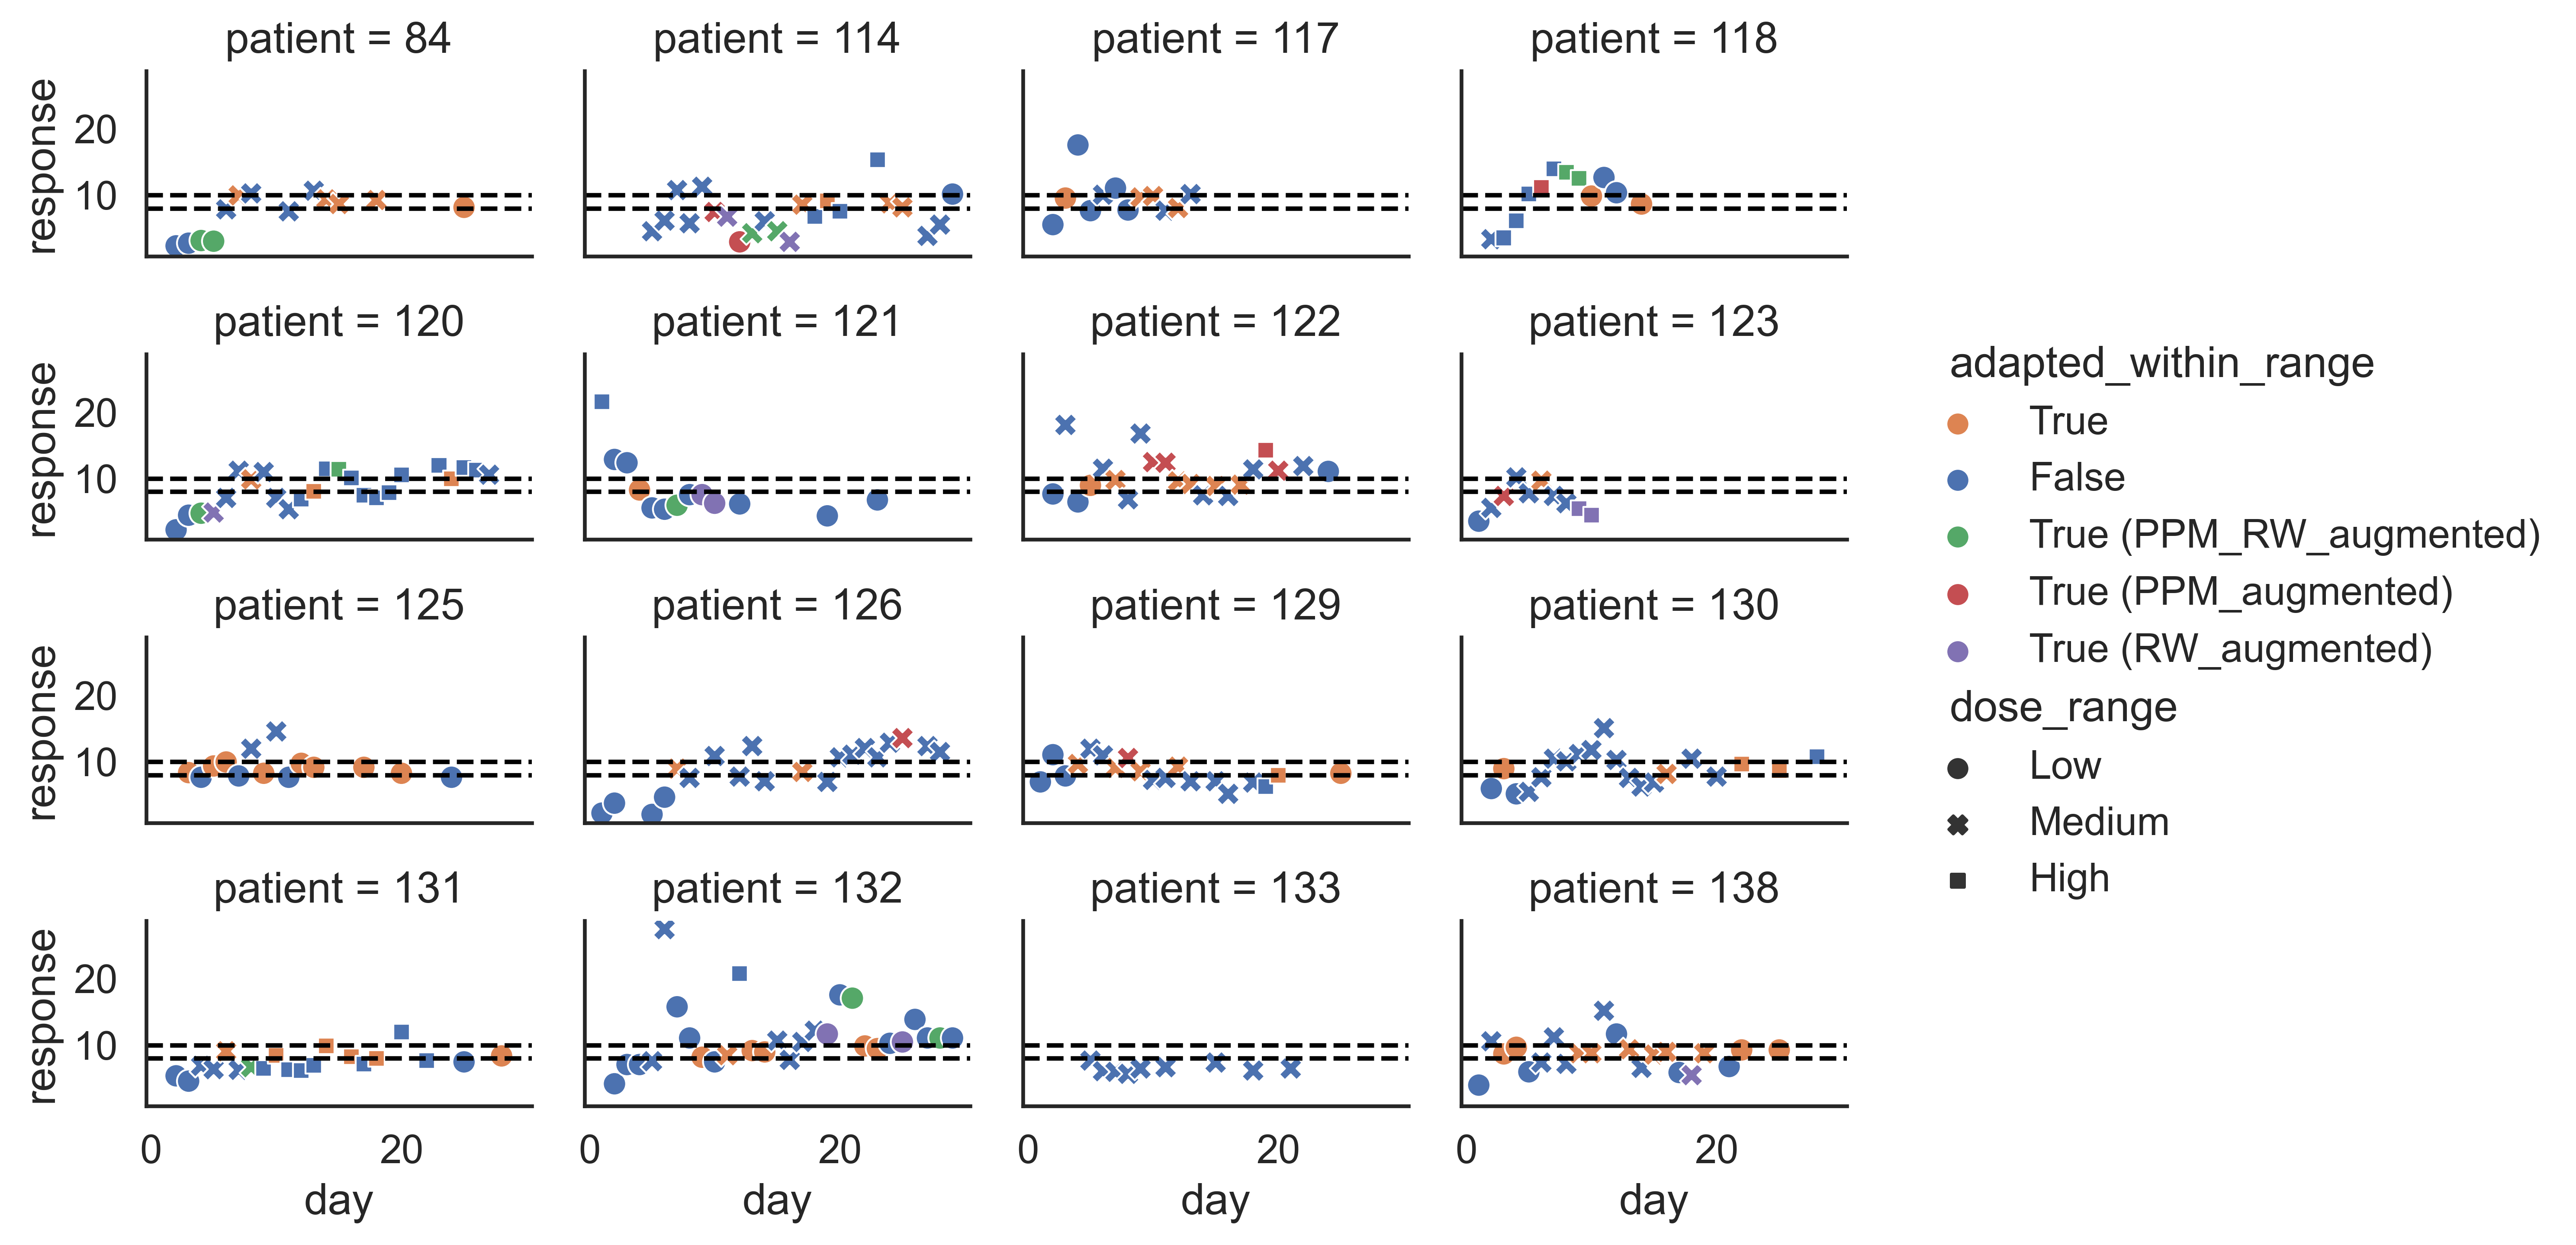 patient = 84
patient = 114
patient = 117
patient = 118
response
20
10
patient = 120
patient = 121
patient = 122
patient = 123
response
20
10
patient = 125
patient = 126
patient = 129
patient = 130
response
20
10
patient = 131
patient = 132
patient = 133
patient = 138
response
20
10
0
20
0
20
0
20
0
20
day
day
day
day
adapted_within_range
True
False
True (PPM_RW_augmented)
True (PPM_augmented)
True (RW_augmented)
dose_range
Low
Medium
High